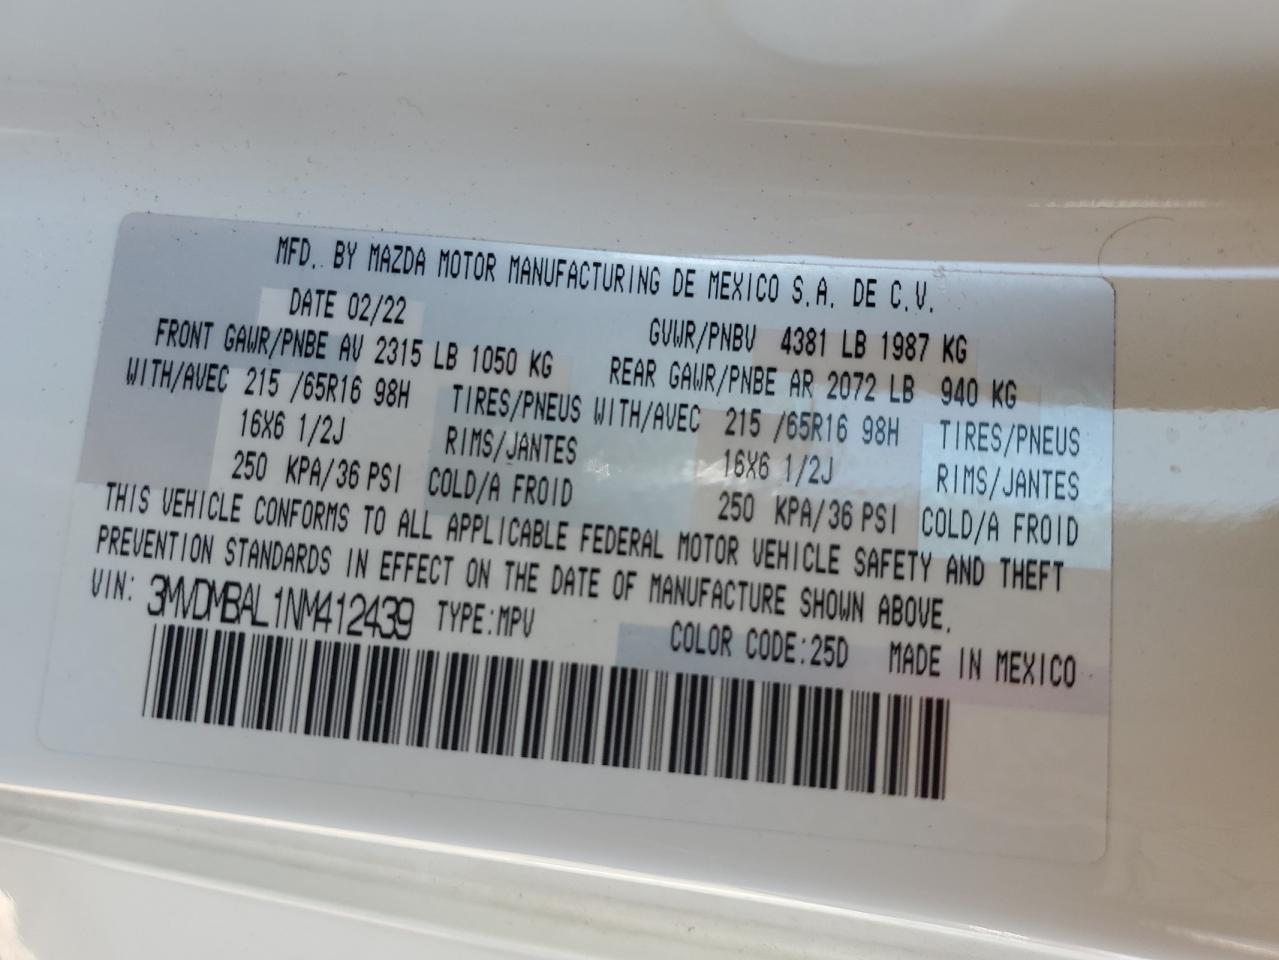 MFD. BY MAZDA MOTOR MANUFACTURING DE MEXICO S.A. DE C.V.
DATE 02/22 GVWR/PNBV 4381 LB 1987 KG
FRONT GAWR/PNBE AV 2315 LB 1050 KG REAR GAWR/PNBE AR 2072 LB 940 KG
WITH/AVEC 215 /65R16 98H TIRES/PNEUS WITH/AVEC 215 /65R16 98H TIRES/PNEUS
16X6 1/2J RIMS/JANTES 16X6 1/2J RIMS/JANTES
250 KPA/36 PSI COLD/A FROID 250 KPA/36 PSI COLD/A FROID
THIS VEHICLE CONFORMS TO ALL APPLICABLE FEDERAL MOTOR VEHICLE SAFETY AND THEFT
PREVENTION STANDARDS IN EFFECT ON THE DATE OF MANUFACTURE SHOWN ABOVE.
VIN: 3MVDMBAL1NM412439 TYPE:MPV COLOR CODE:25D MADE IN MEXICO